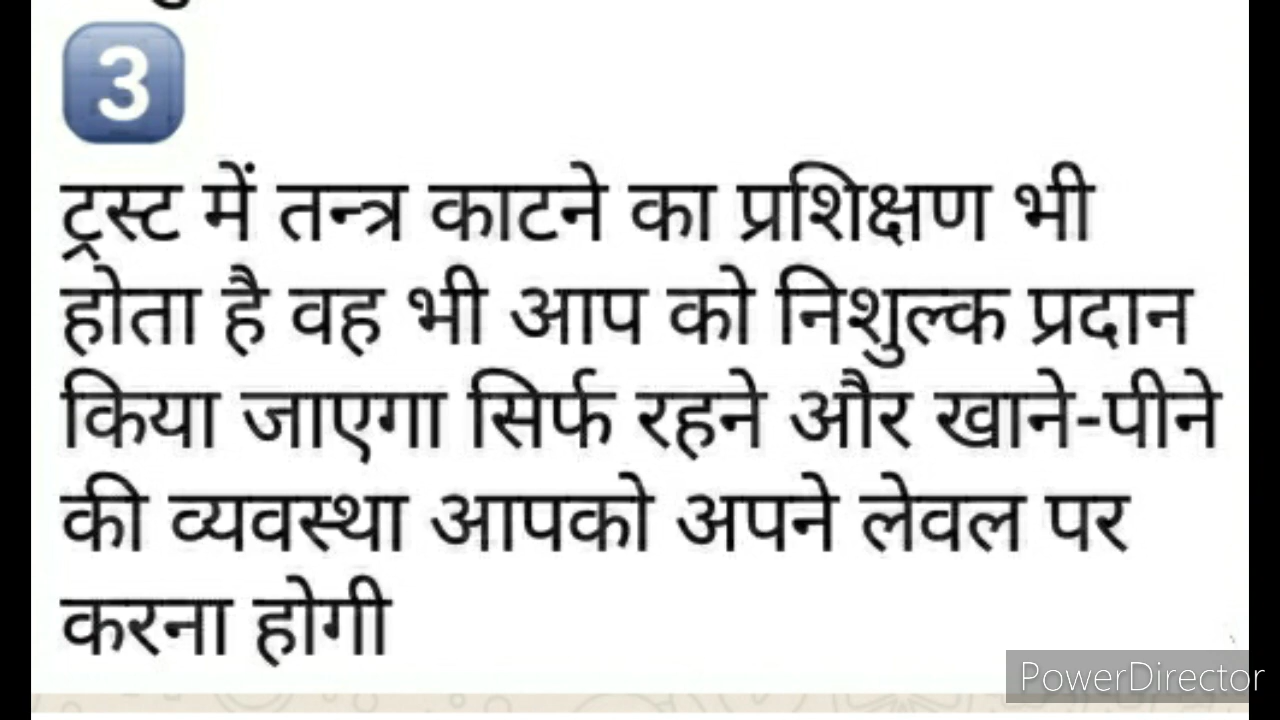 3
ट्रस्ट में तन्त्र काटने का प्रशिक्षण भी
होता है वह भी आप को निशुल्क प्रदान
किया जाएगा सिर्फ रहने और खाने-पीने
की व्यवस्था आपको अपने लेवल पर
करना होगी
PowerDirector